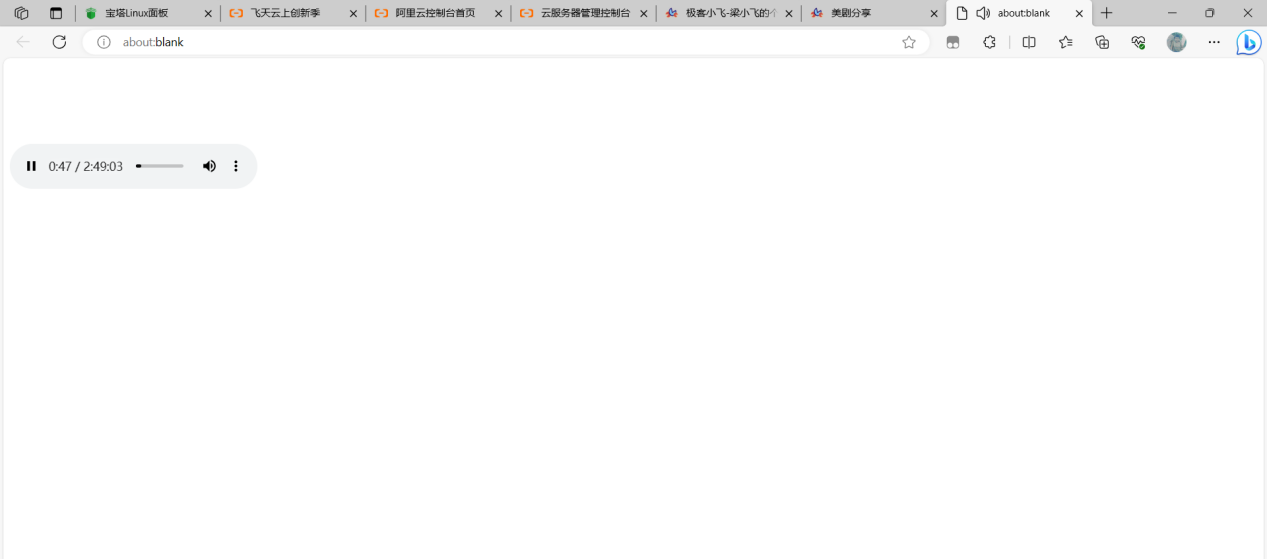 宝塔Linux面板
飞天云上创新季
阿里云控制台首页
云服务器管理控制台
极客小飞-梁小飞的
美剧分享
about:blank
about:blank
0:47 / 2:49:03